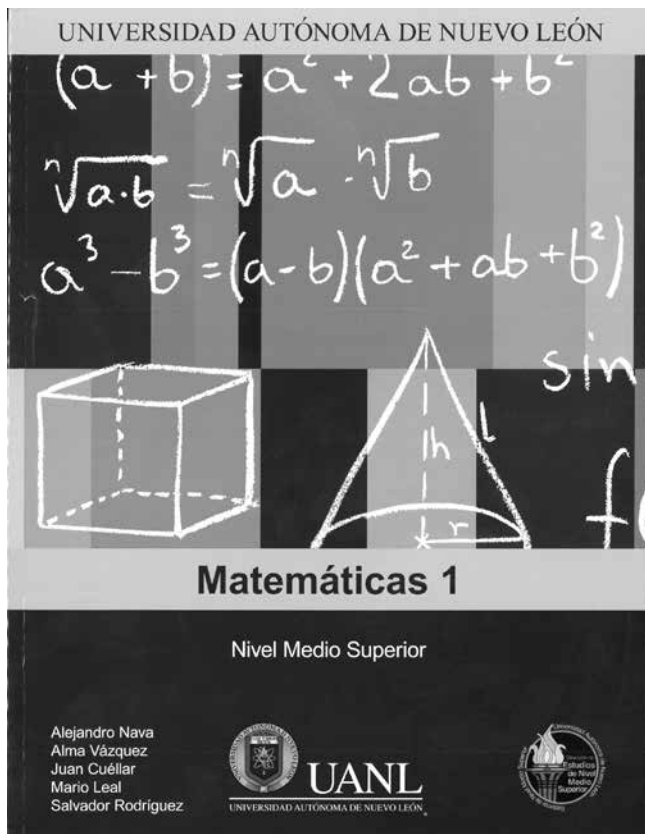 UNIVERSIDAD AUTÓNOMA DE NUEVO LEÓN
(a + b)² = a² + 2ab + b²
ⁿ√a·b = ⁿ√a · ⁿ√b
a³ - b³ = (a - b)(a² + ab + b²)
sin
h
l
r
f(
Matemáticas 1
Nivel Medio Superior
Alejandro Nava
Alma Vázquez
Juan Cuéllar
Mario Leal
Salvador Rodríguez
UANL
UNIVERSIDAD AUTÓNOMA DE NUEVO LEÓN
Estudios
de Nivel
Medio
Superior